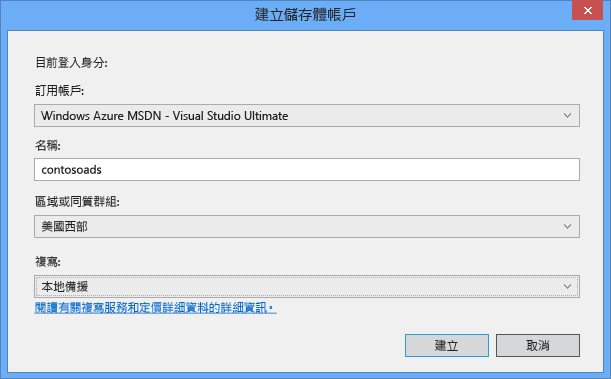 建立儲存體帳戶
目前登入身分:
訂用帳戶:
Windows Azure MSDN - Visual Studio Ultimate
名稱:
contosoads
區域或同質群組:
美國西部
複寫:
本地備援
閱讀有關複寫服務和定價詳細資料的詳細資訊。
建立
取消